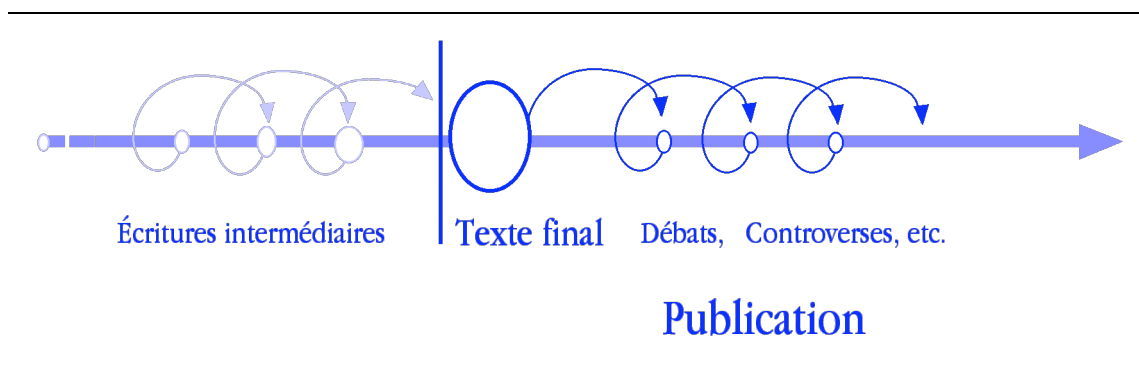 Écritures intermédiaires
Texte final
Débats, Controverses, etc.
Publication